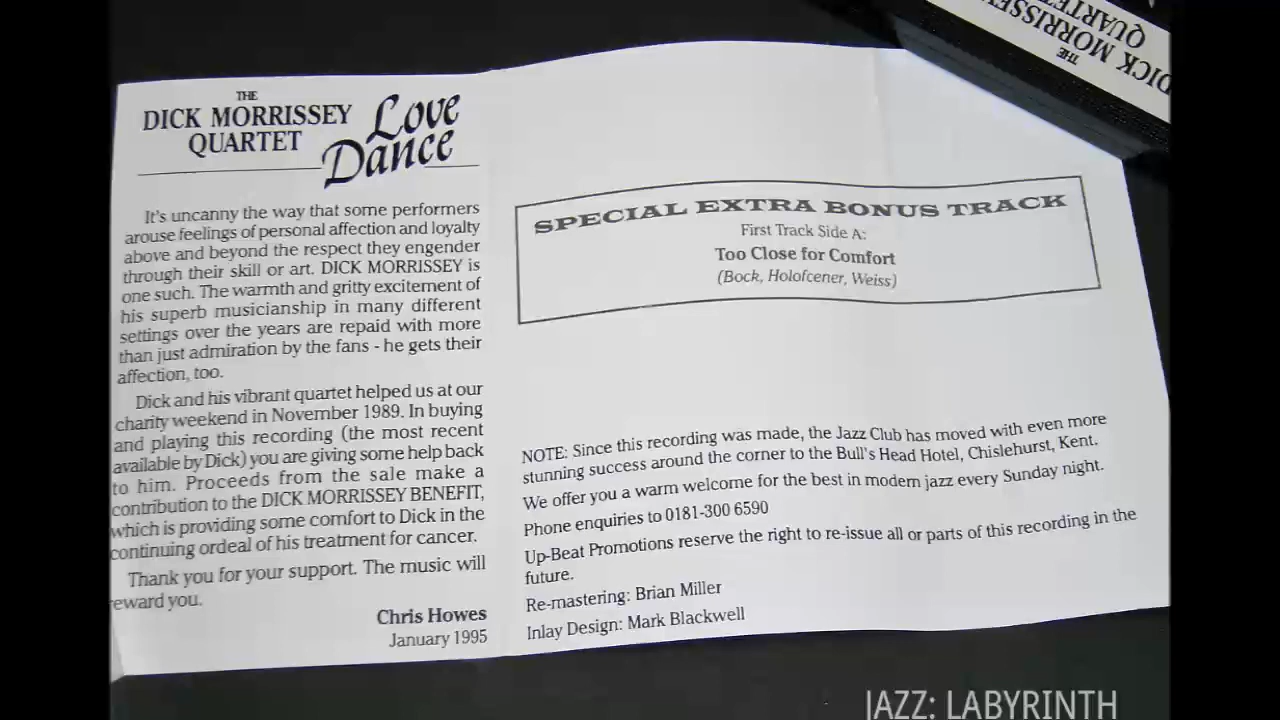 THE
DICK MORRISSEY
QUARTET
Love
Dance
It's uncanny the way that some performers
arouse feelings of personal affection and loyalty
above and beyond the respect they engender
through their skill or art. DICK MORRISSEY is
one such. The warmth and gritty excitement of
his superb musicianship in many different
settings over the years are repaid with more
than just admiration by the fans - he gets their
affection, too.
Dick and his vibrant quartet helped us at our
charity weekend in November 1989. In buying
and playing this recording (the most recent
available by Dick) you are giving some help back
to him. Proceeds from the sale make a
contribution to the DICK MORRISSEY BENEFIT,
which is providing some comfort to Dick in the
continuing ordeal of his treatment for cancer.
Thank you for your support. The music will
eward you.
Chris Howes
January 1995
SPECIAL EXTRA BONUS TRACK
First Track Side A:
Too Close for Comfort
(Bock, Holofcener, Weiss)
NOTE: Since this recording was made, the Jazz Club has moved with even more
stunning success around the corner to the Bull's Head Hotel, Chislehurst, Kent.
We offer you a warm welcome for the best in modern jazz every Sunday night.
Phone enquiries to 0181-300 6590
Up-Beat Promotions reserve the right to re-issue all or parts of this recording in the
future.
Re-mastering: Brian Miller
Inlay Design: Mark Blackwell
THE
DICK MORRISSEY
QUARTET
JAZZ: LABYRINTH